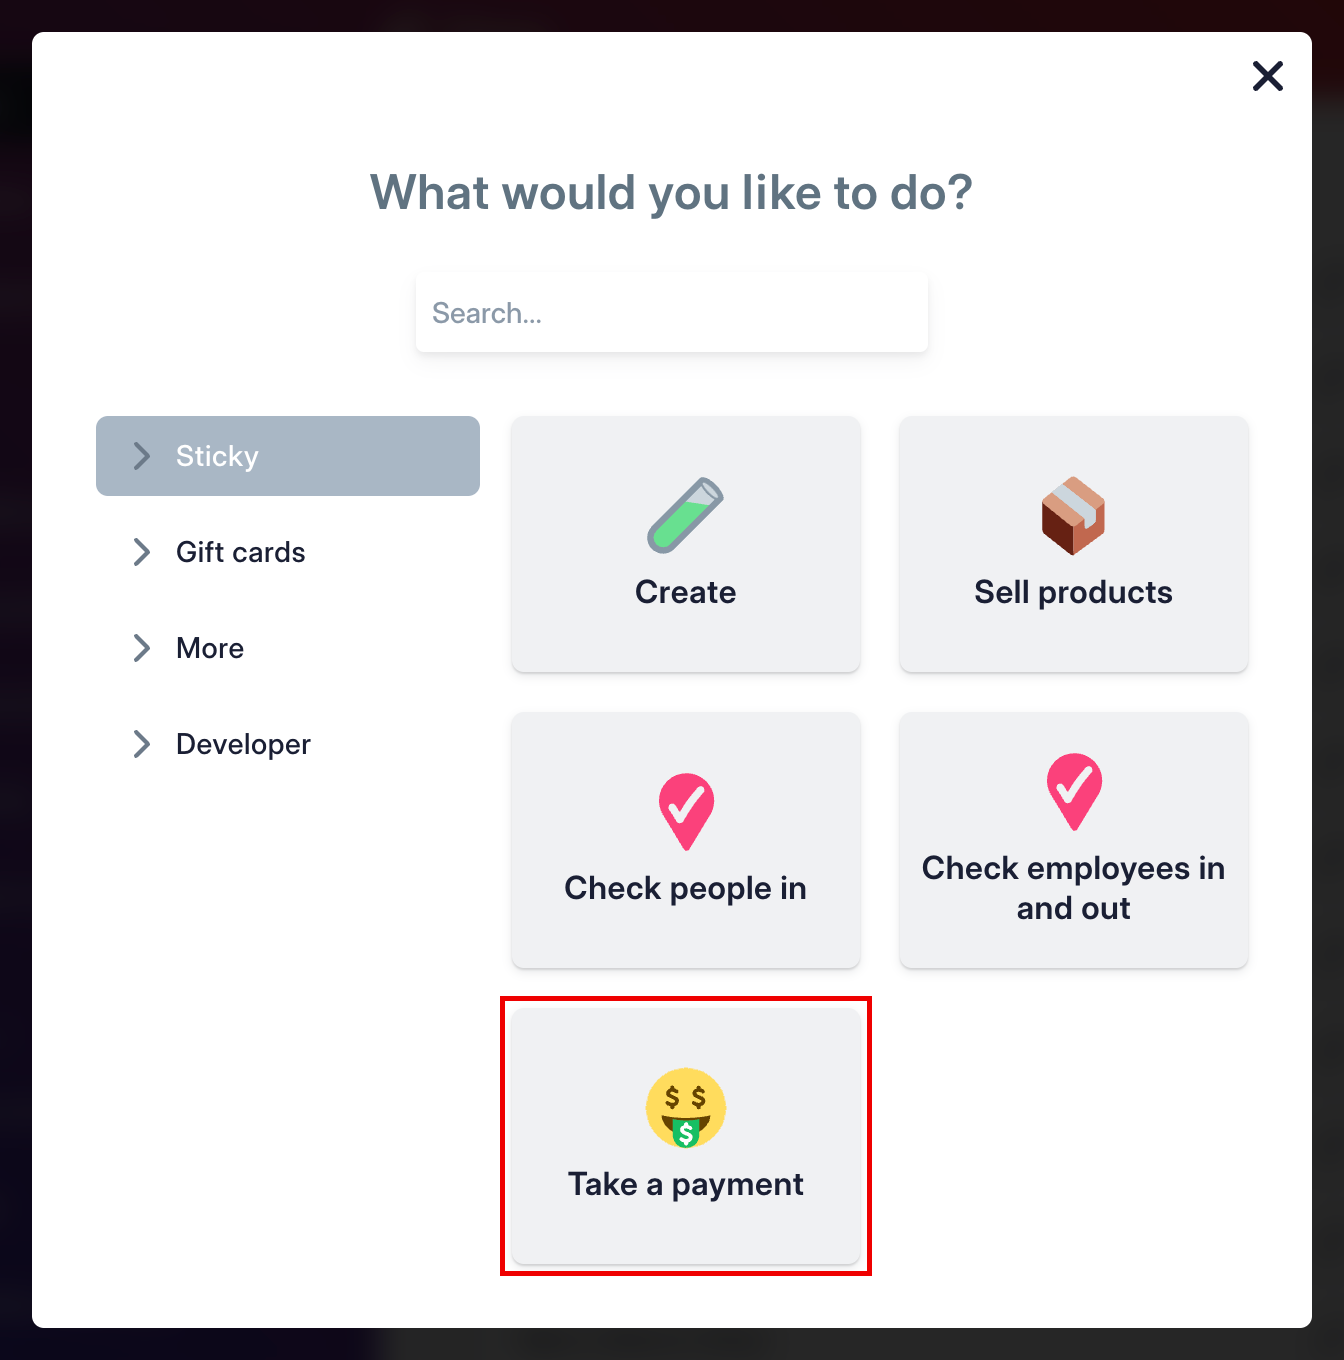 What would you like to do?
Search...
Sticky
Gift cards
More
Developer
Create
Sell products
Check people in
Check employees in
and out
$ $
$
Take a payment